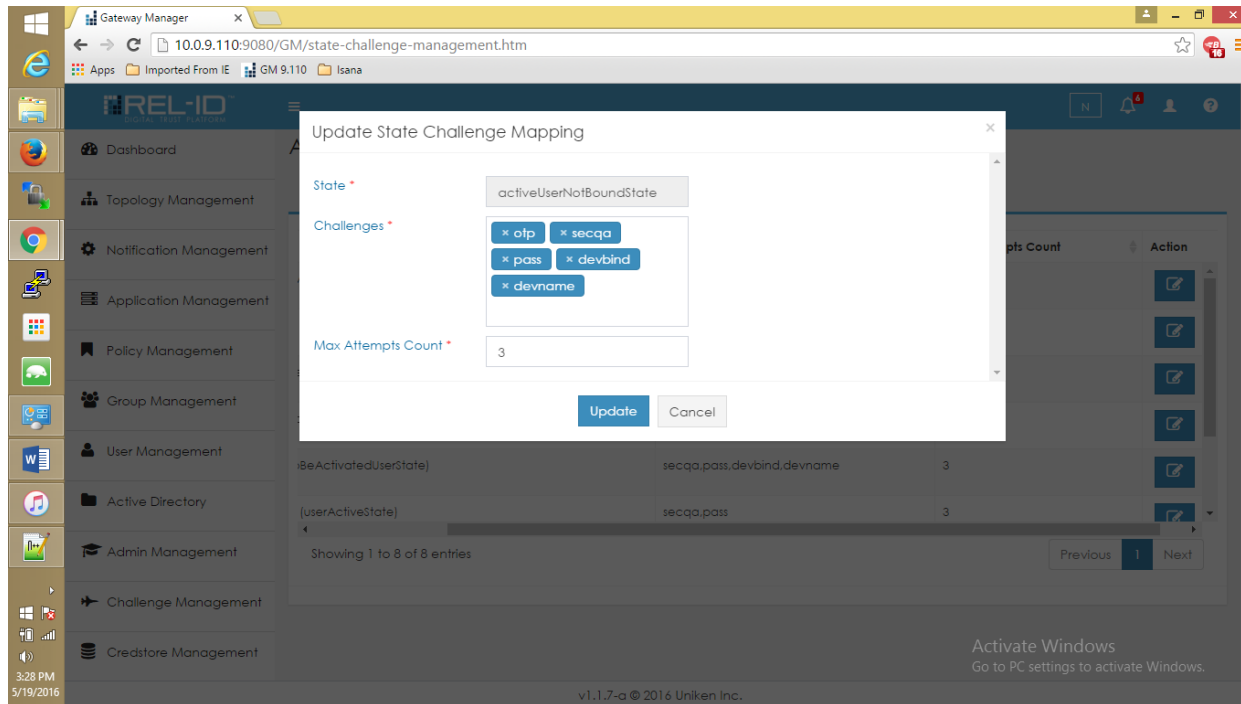 Gateway Manager
10.0.9.110:9080/GM/state-challenge-management.htm
Apps Imported From IE GM 9.110 Isana
REL-ID™
DIGITAL TRUST PLATFORM
N
6
Update State Challenge Mapping
State *
activeUserNotBoundState
Challenges *
× otp × secqa
× pass × devbind
× devname
Max Attempts Count *
3
Update Cancel
Dashboard
Topology Management
Notification Management
Application Management
Policy Management
Group Management
User Management
Active Directory
Admin Management
Challenge Management
Credstore Management
pts Count Action
BeActivatedUserState) secqa,pass,devbind,devname 3
(userActiveState) secqa,pass 3
Showing 1 to 8 of 8 entries
Previous 1 Next
Activate Windows
Go to PC settings to activate Windows.
v1.1.7-a © 2016 Uniken Inc.
3:28 PM
5/19/2016